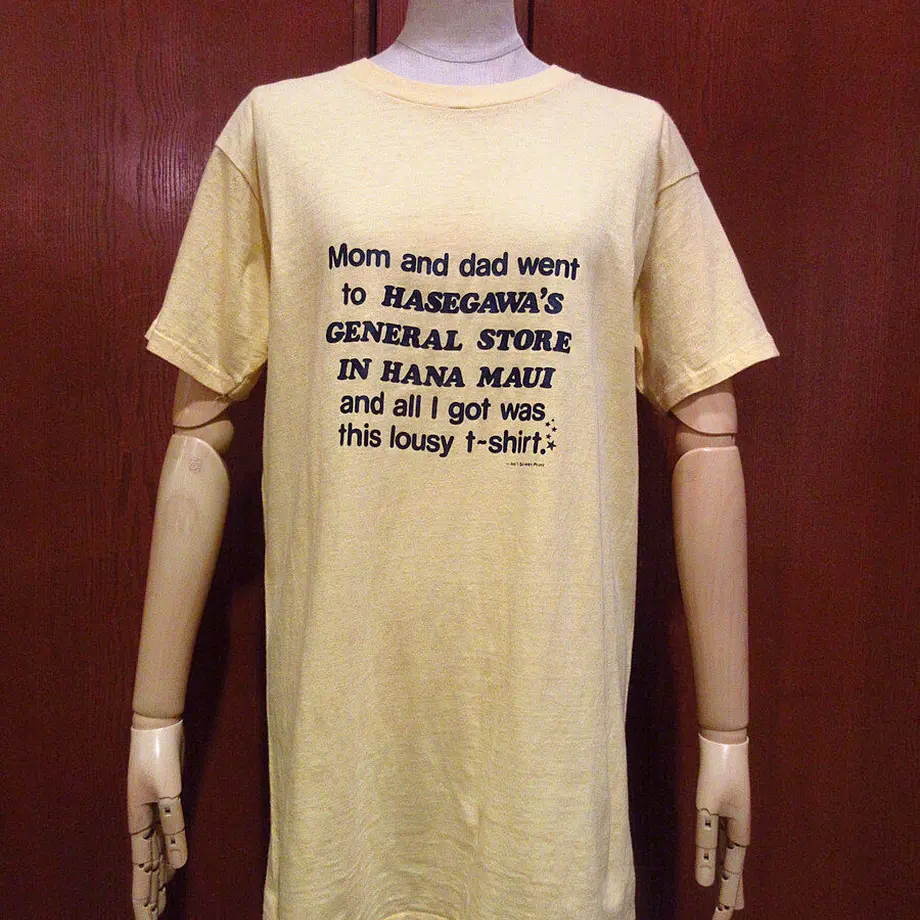 Mom and dad went
to HASEGAWA'S
GENERAL STORE
IN HANA MAUI
and all I got was
this lousy t-shirt.